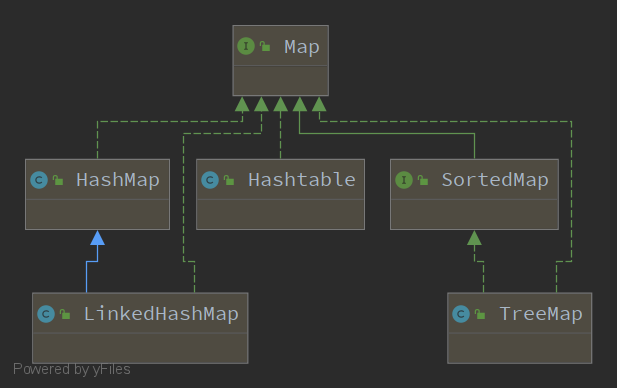 I Map
C HashMap
C Hashtable
I SortedMap
C LinkedHashMap
C TreeMap
Powered by yFiles